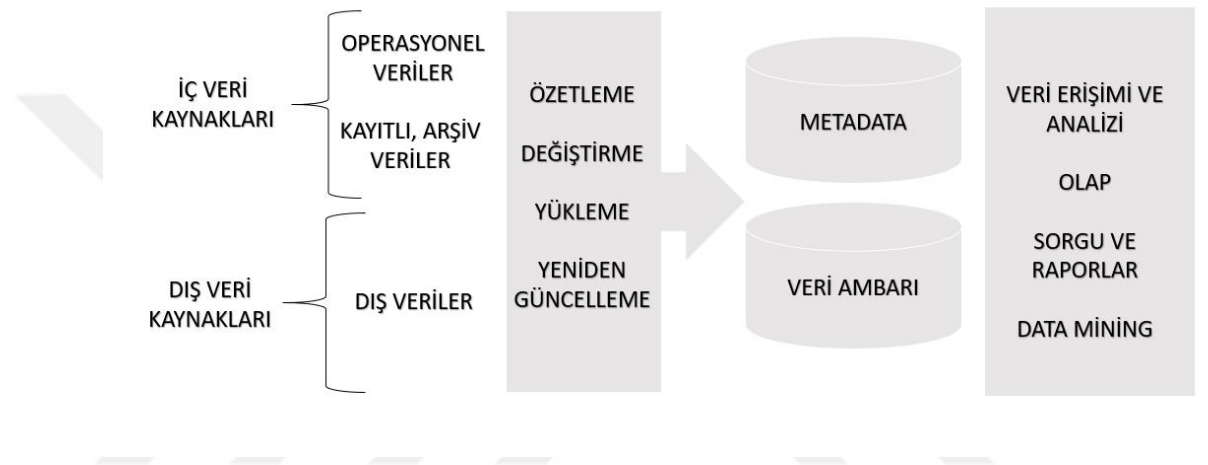 İÇ VERİ
KAYNAKLARI
OPERASYONEL
VERİLER
KAYITLI, ARŞİV
VERİLER
DIŞ VERİ
KAYNAKLARI
DIŞ VERİLER
ÖZETLEME
DEĞİŞTİRME
YÜKLEME
YENİDEN
GÜNCELLEME
METADATA
VERİ AMBARI
VERİ ERİŞİMİ VE
ANALİZİ
OLAP
SORGU VE
RAPORLAR
DATA MİNİNG